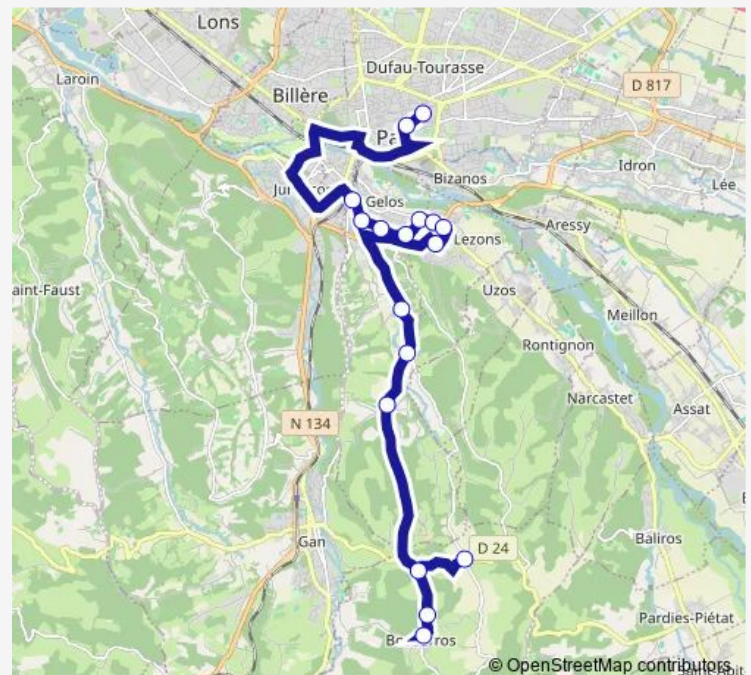 Lons
Dufau-Tourasse
Laroin
D 817
Billère
Pa
Idron
Bizanos
Lée
Gelos
Aressy
Lezons
aint-Faust
Uzos
Meillon
Rontignon
Narcastet
Assat
N 134
Gan
D 24
Baliros
Pardies-Piétat
© OpenStreetMap contributors